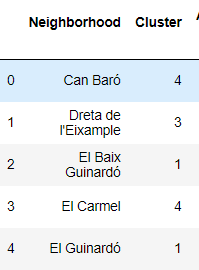 Neighborhood Cluster
0 Can Baró 4
1 Dreta de l'Eixample 3
2 El Baix Guinardó 1
3 El Carmel 4
4 El Guinardó 1